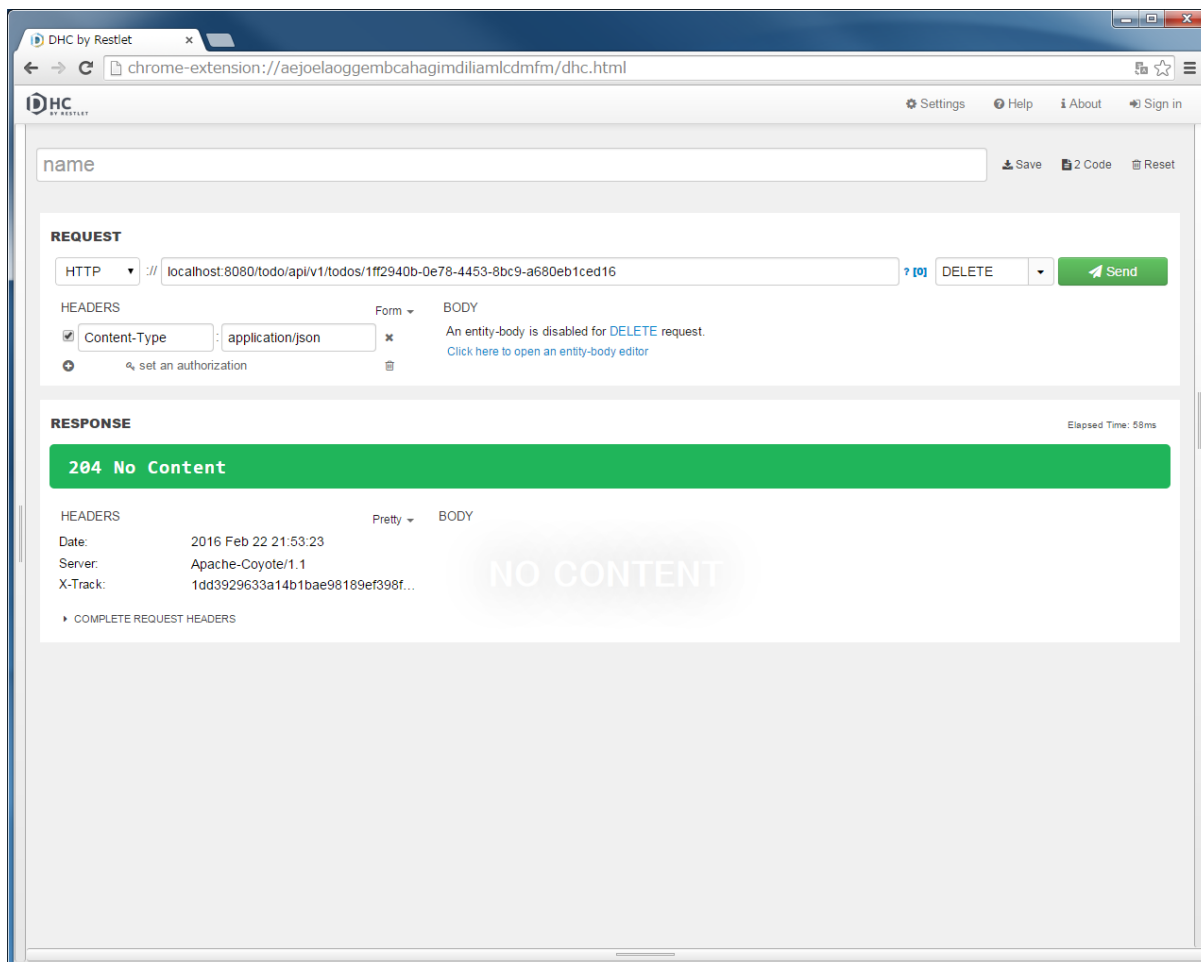 DHC by Restlet
chrome-extension://aejoelaoggembcahagimdiliamlcdmfm/dhc.html
DHC BY RESTLET
Settings Help About Sign in
name
Save 2 Code Reset
REQUEST
HTTP :// localhost:8080/todo/api/v1/todos/1ff2940b-0e78-4453-8bc9-a680eb1ced16 ? [0] DELETE Send
HEADERS Form BODY
Content-Type : application/json
An entity-body is disabled for DELETE request.
Click here to open an entity-body editor
set an authorization
RESPONSE
Elapsed Time: 58ms
204 No Content
HEADERS Pretty BODY
Date: 2016 Feb 22 21:53:23
Server: Apache-Coyote/1.1
X-Track: 1dd3929633a14b1bae98189ef398f...
NO CONTENT
COMPLETE REQUEST HEADERS